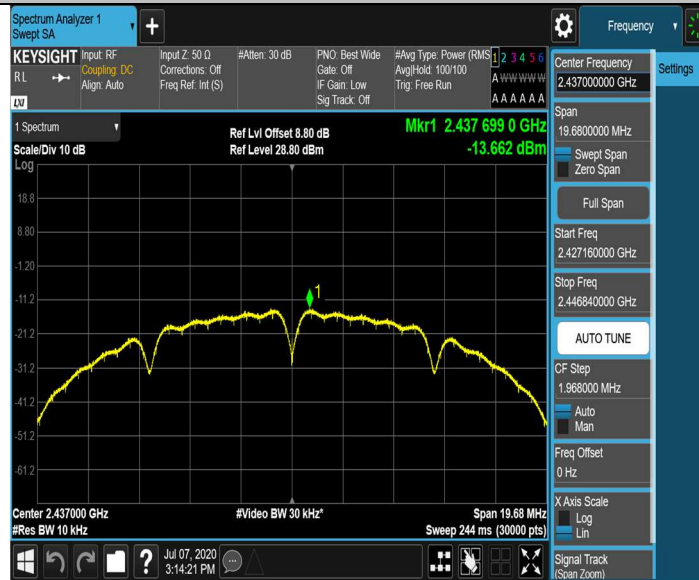 Spectrum Analyzer 1
Swept SA
+
Frequency
KEYSIGHT
RL
LXI
Input: RF
Coupling: DC
Align: Auto
Input Z: 50 Ω
Corrections: Off
Freq Ref: Int (S)
#Atten: 30 dB
PNO: Best Wide
Gate: Off
IF Gain: Low
Sig Track: Off
#Avg Type: Power (RMS
Avg|Hold: 100/100
Trig: Free Run
1 2 3 4 5 6
A W W W W W
A A A A A A
Settings
1 Spectrum
Scale/Div 10 dB
Log
Ref Lvl Offset 8.80 dB
Ref Level 28.80 dBm
Mkr1 2.437 699 0 GHz
-13.662 dBm
18.8
8.80
-1.20
-11.2
-21.2
-31.2
-41.2
-51.2
-61.2
1
Center 2.437000 GHz
#Res BW 10 kHz
#Video BW 30 kHz*
Span 19.68 MHz
Sweep 244 ms (30000 pts)
Center Frequency
2.437000000 GHz
Span
19.6800000 MHz
Swept Span
Zero Span
Full Span
Start Freq
2.427160000 GHz
Stop Freq
2.446840000 GHz
AUTO TUNE
CF Step
1.968000 MHz
Auto
Man
Freq Offset
0 Hz
X Axis Scale
Log
Lin
Signal Track
(Span Zoom)
?
Jul 07, 2020
3:14:21 PM